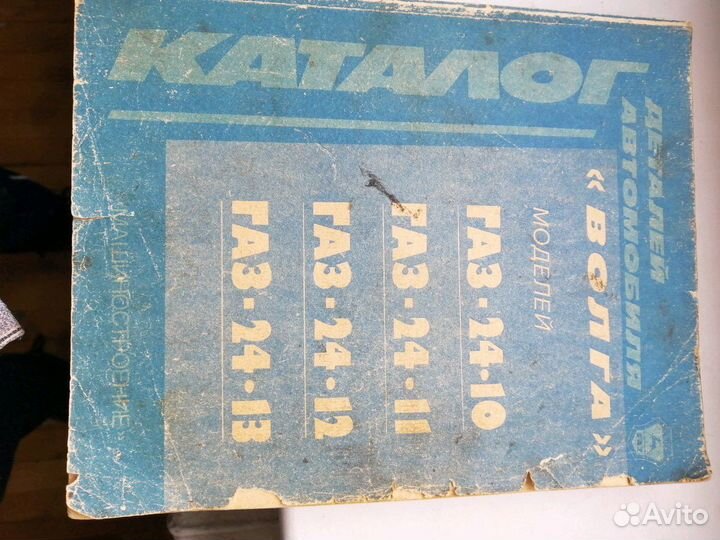 КАТАЛОГ
ДЕТАЛЕЙ
АВТОМОБИЛЯ
«ВОЛГА»
МОДЕЛЕЙ
ГАЗ-24-10
ГАЗ-24-11
ГАЗ-24-12
ГАЗ-24-13
«МАШИНОСТРОЕНИЕ»
Avito